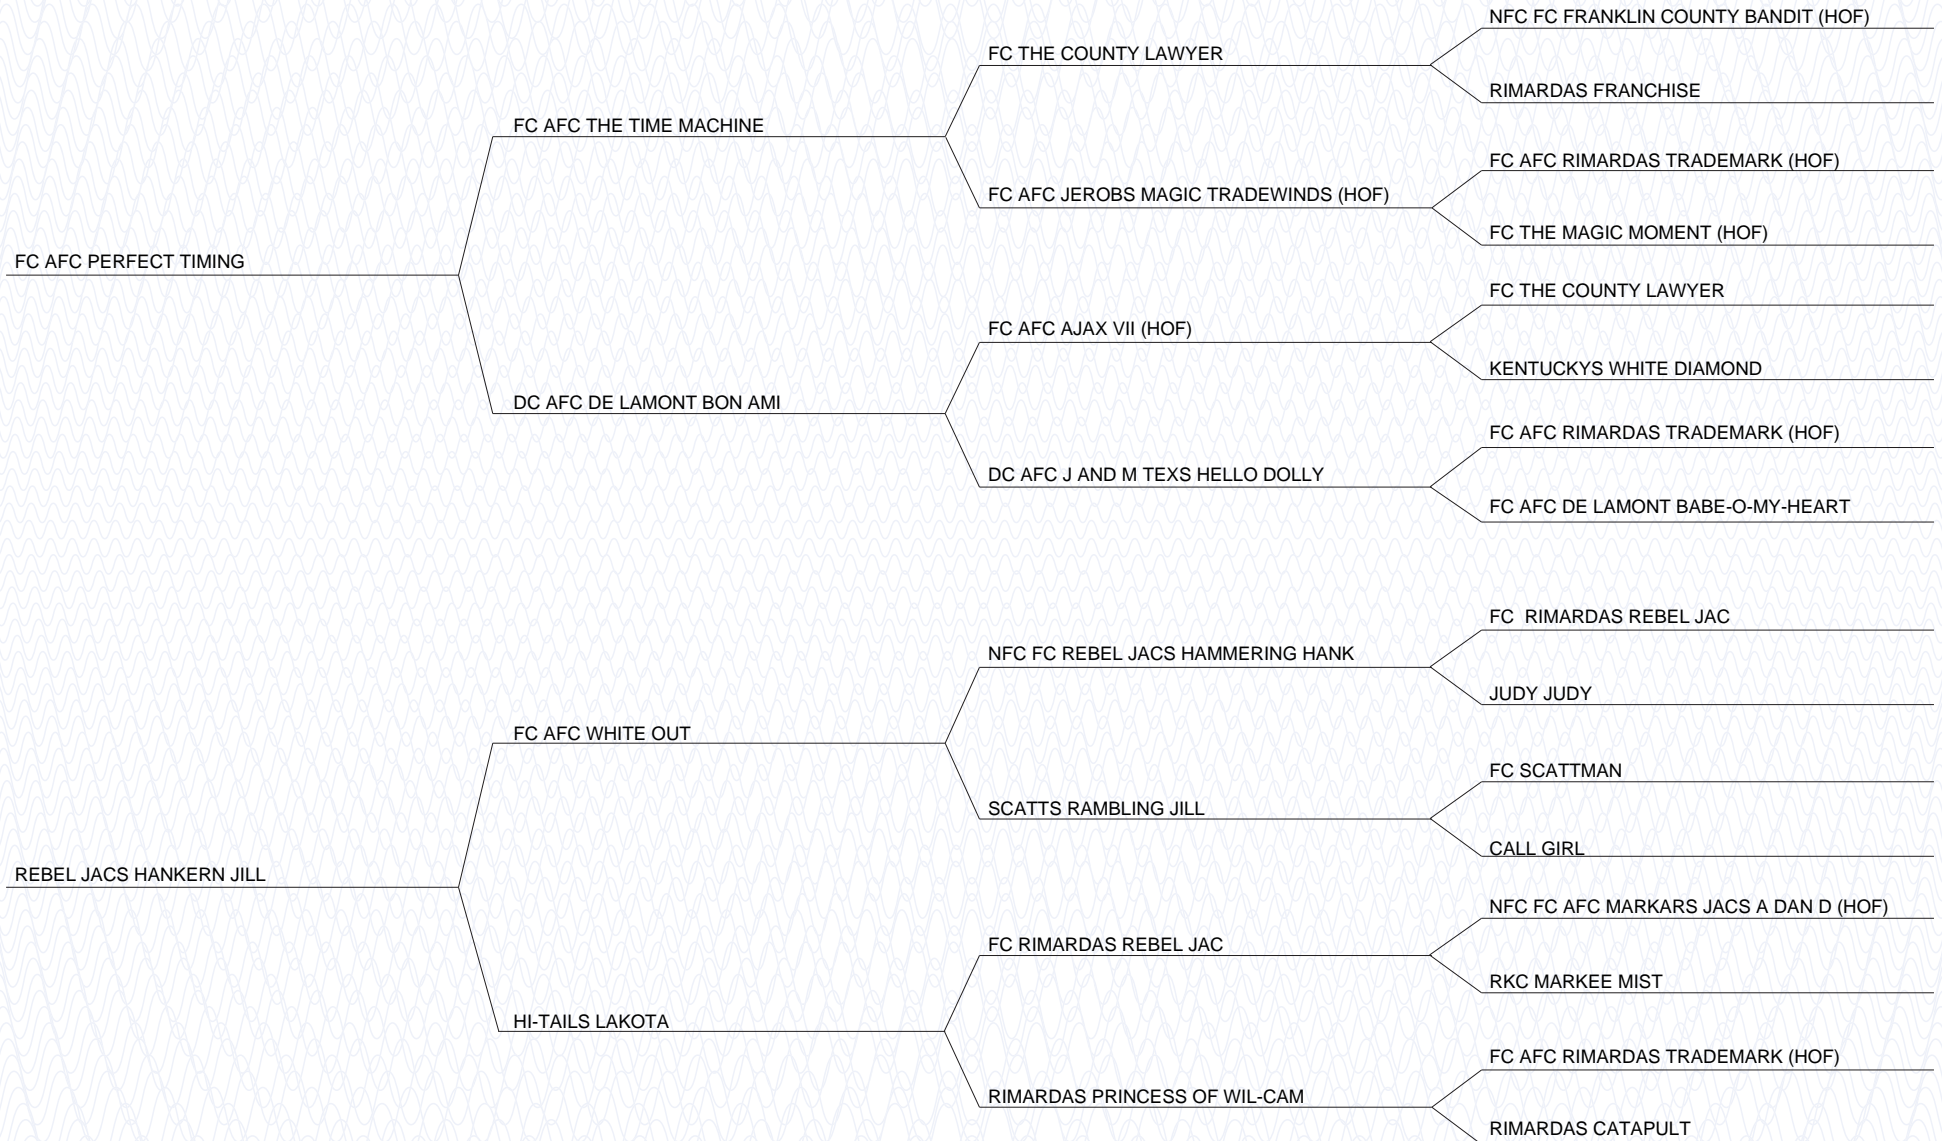 NFC FC FRANKLIN COUNTY BANDIT (HOF)
FC THE COUNTY LAWYER
RIMARDAS FRANCHISE
FC AFC THE TIME MACHINE
FC AFC RIMARDAS TRADEMARK (HOF)
FC AFC JEROBS MAGIC TRADEWINDS (HOF)
FC THE MAGIC MOMENT (HOF)
FC AFC PERFECT TIMING
FC THE COUNTY LAWYER
FC AFC AJAX VII (HOF)
KENTUCKYS WHITE DIAMOND
DC AFC DE LAMONT BON AMI
FC AFC RIMARDAS TRADEMARK (HOF)
DC AFC J AND M TEXS HELLO DOLLY
FC AFC DE LAMONT BABE-O-MY-HEART
FC  RIMARDAS REBEL JAC
NFC FC REBEL JACS HAMMERING HANK
JUDY JUDY
FC AFC WHITE OUT
FC SCATTMAN
SCATTS RAMBLING JILL
CALL GIRL
REBEL JACS HANKERN JILL
NFC FC AFC MARKARS JACS A DAN D (HOF)
FC RIMARDAS REBEL JAC
RKC MARKEE MIST
HI-TAILS LAKOTA
FC AFC RIMARDAS TRADEMARK (HOF)
RIMARDAS PRINCESS OF WIL-CAM
RIMARDAS CATAPULT